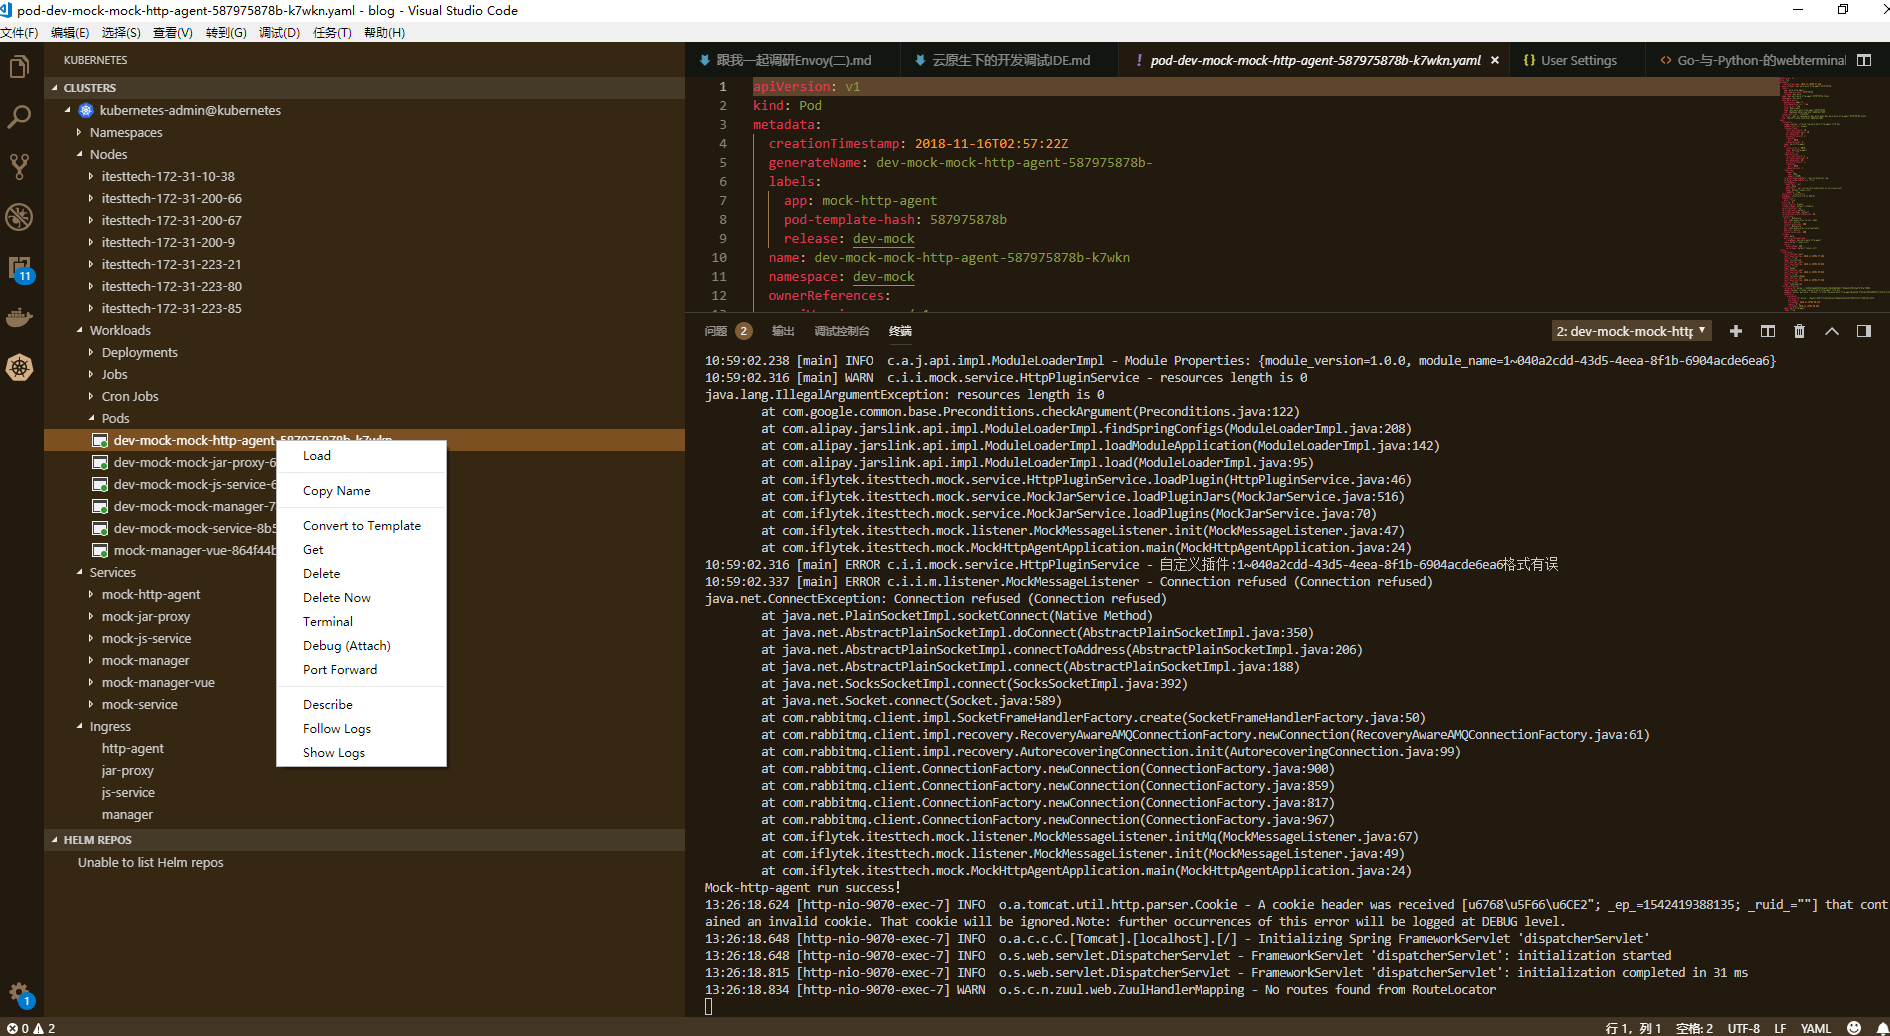 pod-dev-mock-mock-http-agent-587975878b-k7wkn.yaml - blog - Visual Studio Code
文件(F) 编辑(E) 选择(S) 查看(V) 转到(G) 调试(D) 任务(T) 帮助(H)
KUBERNETES
CLUSTERS
kubernetes-admin@kubernetes
Namespaces
Nodes
itesttech-172-31-10-38
itesttech-172-31-200-66
itesttech-172-31-200-67
itesttech-172-31-200-9
itesttech-172-31-223-21
itesttech-172-31-223-80
itesttech-172-31-223-85
Workloads
Deployments
Jobs
Cron Jobs
Pods
dev-mock-mock-http-agent-587975878b-k7wkn
dev-mock-mock-jar-proxy-6
dev-mock-mock-js-service-6
dev-mock-mock-manager-7
dev-mock-mock-service-8b5
mock-manager-vue-864f44b
Services
mock-http-agent
mock-jar-proxy
mock-js-service
mock-manager
mock-manager-vue
mock-service
Ingress
http-agent
jar-proxy
js-service
manager
HELM REPOS
Unable to list Helm repos
11
1
Load
Copy Name
Convert to Template
Get
Delete
Delete Now
Terminal
Debug (Attach)
Port Forward
Describe
Follow Logs
Show Logs
跟我一起调研Envoy(二).md 云原生下的开发调试IDE.md ! pod-dev-mock-mock-http-agent-587975878b-k7wkn.yaml × {} User Settings <> Go-与-Python-的webterminal
1 apiVersion: v1
2 kind: Pod
3 metadata:
4 creationTimestamp: 2018-11-16T02:57:22Z
5 generateName: dev-mock-mock-http-agent-587975878b-
6 labels:
7 app: mock-http-agent
8 pod-template-hash: 587975878b
9 release: dev-mock
10 name: dev-mock-mock-http-agent-587975878b-k7wkn
11 namespace: dev-mock
12 ownerReferences:
问题 2 输出 调试控制台 终端 2: dev-mock-mock-http
10:59:02.238 [main] INFO  c.a.j.api.impl.ModuleLoaderImpl - Module Properties: {module_version=1.0.0, module_name=1~040a2cdd-43d5-4eea-8f1b-6904acde6ea6}
10:59:02.316 [main] WARN  c.i.i.mock.service.HttpPluginService - resources length is 0
java.lang.IllegalArgumentException: resources length is 0
at com.google.common.base.Preconditions.checkArgument(Preconditions.java:122)
at com.alipay.jarslink.api.impl.ModuleLoaderImpl.findSpringConfigs(ModuleLoaderImpl.java:208)
at com.alipay.jarslink.api.impl.ModuleLoaderImpl.loadModuleApplication(ModuleLoaderImpl.java:142)
at com.alipay.jarslink.api.impl.ModuleLoaderImpl.load(ModuleLoaderImpl.java:95)
at com.iflytek.itesttech.mock.service.HttpPluginService.loadPlugin(HttpPluginService.java:46)
at com.iflytek.itesttech.mock.service.MockJarService.loadPluginJars(MockJarService.java:516)
at com.iflytek.itesttech.mock.service.MockJarService.loadPlugins(MockJarService.java:70)
at com.iflytek.itesttech.mock.listener.MockMessageListener.init(MockMessageListener.java:47)
at com.iflytek.itesttech.mock.MockHttpAgentApplication.main(MockHttpAgentApplication.java:24)
10:59:02.316 [main] ERROR c.i.i.mock.service.HttpPluginService - 自定义插件:1~040a2cdd-43d5-4eea-8f1b-6904acde6ea6格式有误
10:59:02.337 [main] ERROR c.i.i.m.listener.MockMessageListener - Connection refused (Connection refused)
java.net.ConnectException: Connection refused (Connection refused)
at java.net.PlainSocketImpl.socketConnect(Native Method)
at java.net.AbstractPlainSocketImpl.doConnect(AbstractPlainSocketImpl.java:350)
at java.net.AbstractPlainSocketImpl.connectToAddress(AbstractPlainSocketImpl.java:206)
at java.net.AbstractPlainSocketImpl.connect(AbstractPlainSocketImpl.java:188)
at java.net.SocksSocketImpl.connect(SocksSocketImpl.java:392)
at java.net.Socket.connect(Socket.java:589)
at com.rabbitmq.client.impl.SocketFrameHandlerFactory.create(SocketFrameHandlerFactory.java:50)
at com.rabbitmq.client.impl.recovery.RecoveryAwareAMQConnectionFactory.newConnection(RecoveryAwareAMQConnectionFactory.java:61)
at com.rabbitmq.client.impl.recovery.AutorecoveringConnection.init(AutorecoveringConnection.java:99)
at com.rabbitmq.client.ConnectionFactory.newConnection(ConnectionFactory.java:900)
at com.rabbitmq.client.ConnectionFactory.newConnection(ConnectionFactory.java:859)
at com.rabbitmq.client.ConnectionFactory.newConnection(ConnectionFactory.java:817)
at com.rabbitmq.client.ConnectionFactory.newConnection(ConnectionFactory.java:967)
at com.iflytek.itesttech.mock.listener.MockMessageListener.initMq(MockMessageListener.java:67)
at com.iflytek.itesttech.mock.listener.MockMessageListener.init(MockMessageListener.java:49)
at com.iflytek.itesttech.mock.MockHttpAgentApplication.main(MockHttpAgentApplication.java:24)
Mock-http-agent run success!
13:26:18.624 [http-nio-9070-exec-7] INFO  o.a.tomcat.util.http.parser.Cookie - A cookie header was received [u6768\u5F66\u6CE2"; _ep_=1542419388135; _ruid_=""] that cont
ained an invalid cookie. That cookie will be ignored.Note: further occurrences of this error will be logged at DEBUG level.
13:26:18.648 [http-nio-9070-exec-7] INFO  o.a.c.c.C.[Tomcat].[localhost].[/] - Initializing Spring FrameworkServlet 'dispatcherServlet'
13:26:18.648 [http-nio-9070-exec-7] INFO  o.s.web.servlet.DispatcherServlet - FrameworkServlet 'dispatcherServlet': initialization started
13:26:18.815 [http-nio-9070-exec-7] INFO  o.s.web.servlet.DispatcherServlet - FrameworkServlet 'dispatcherServlet': initialization completed in 31 ms
13:26:18.834 [http-nio-9070-exec-7] WARN  o.s.c.n.zuul.web.ZuulHandlerMapping - No routes found from RouteLocator
0 2 行 1，列 1 空格: 2 UTF-8 LF YAML